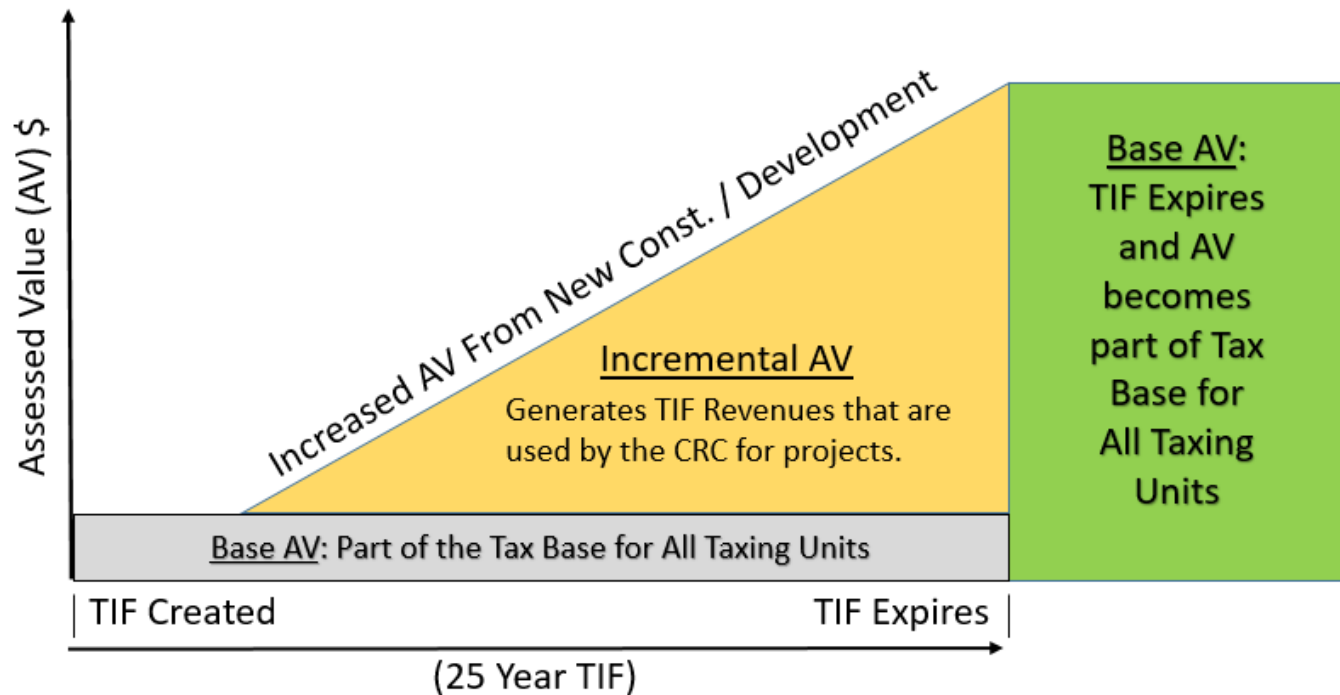 Assessed Value (AV) $
Increased AV From New Const. / Development
Incremental AV
Generates TIF Revenues that are
used by the CRC for projects.
Base AV: Part of the Tax Base for All Taxing Units
Base AV:
TIF Expires
and AV
becomes
part of Tax
Base for
All Taxing
Units
TIF Created
TIF Expires
(25 Year TIF)